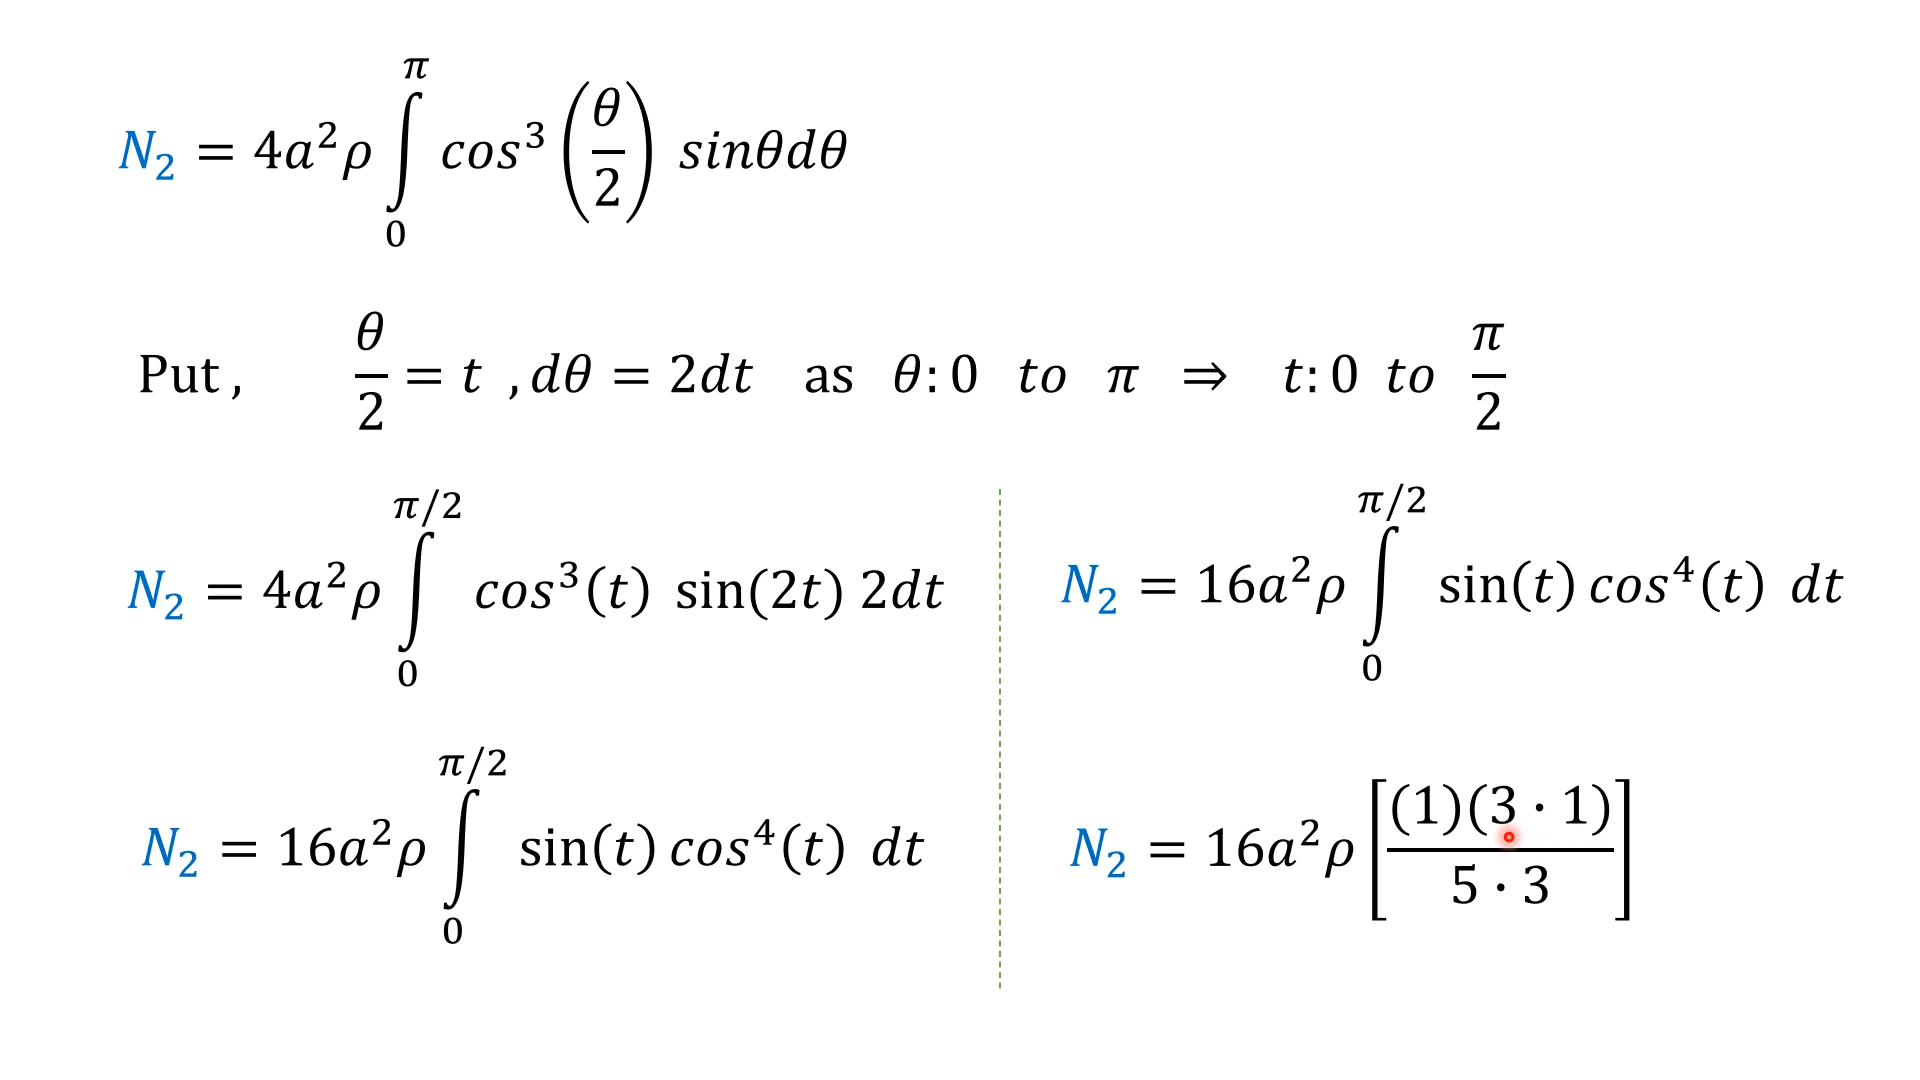 N₂ = 4a²ρ ∫₀^π cos³(θ/2) sinθdθ
Put , θ/2 = t , dθ = 2dt as θ: 0 to π ⇒ t: 0 to π/2
N₂ = 4a²ρ ∫₀^{π/2} cos³(t) sin(2t) 2dt
N₂ = 16a²ρ ∫₀^{π/2} sin(t) cos⁴(t) dt
N₂ = 16a²ρ ∫₀^{π/2} sin(t) cos⁴(t) dt
N₂ = 16a²ρ [(1)(3 · 1) / 5 · 3]